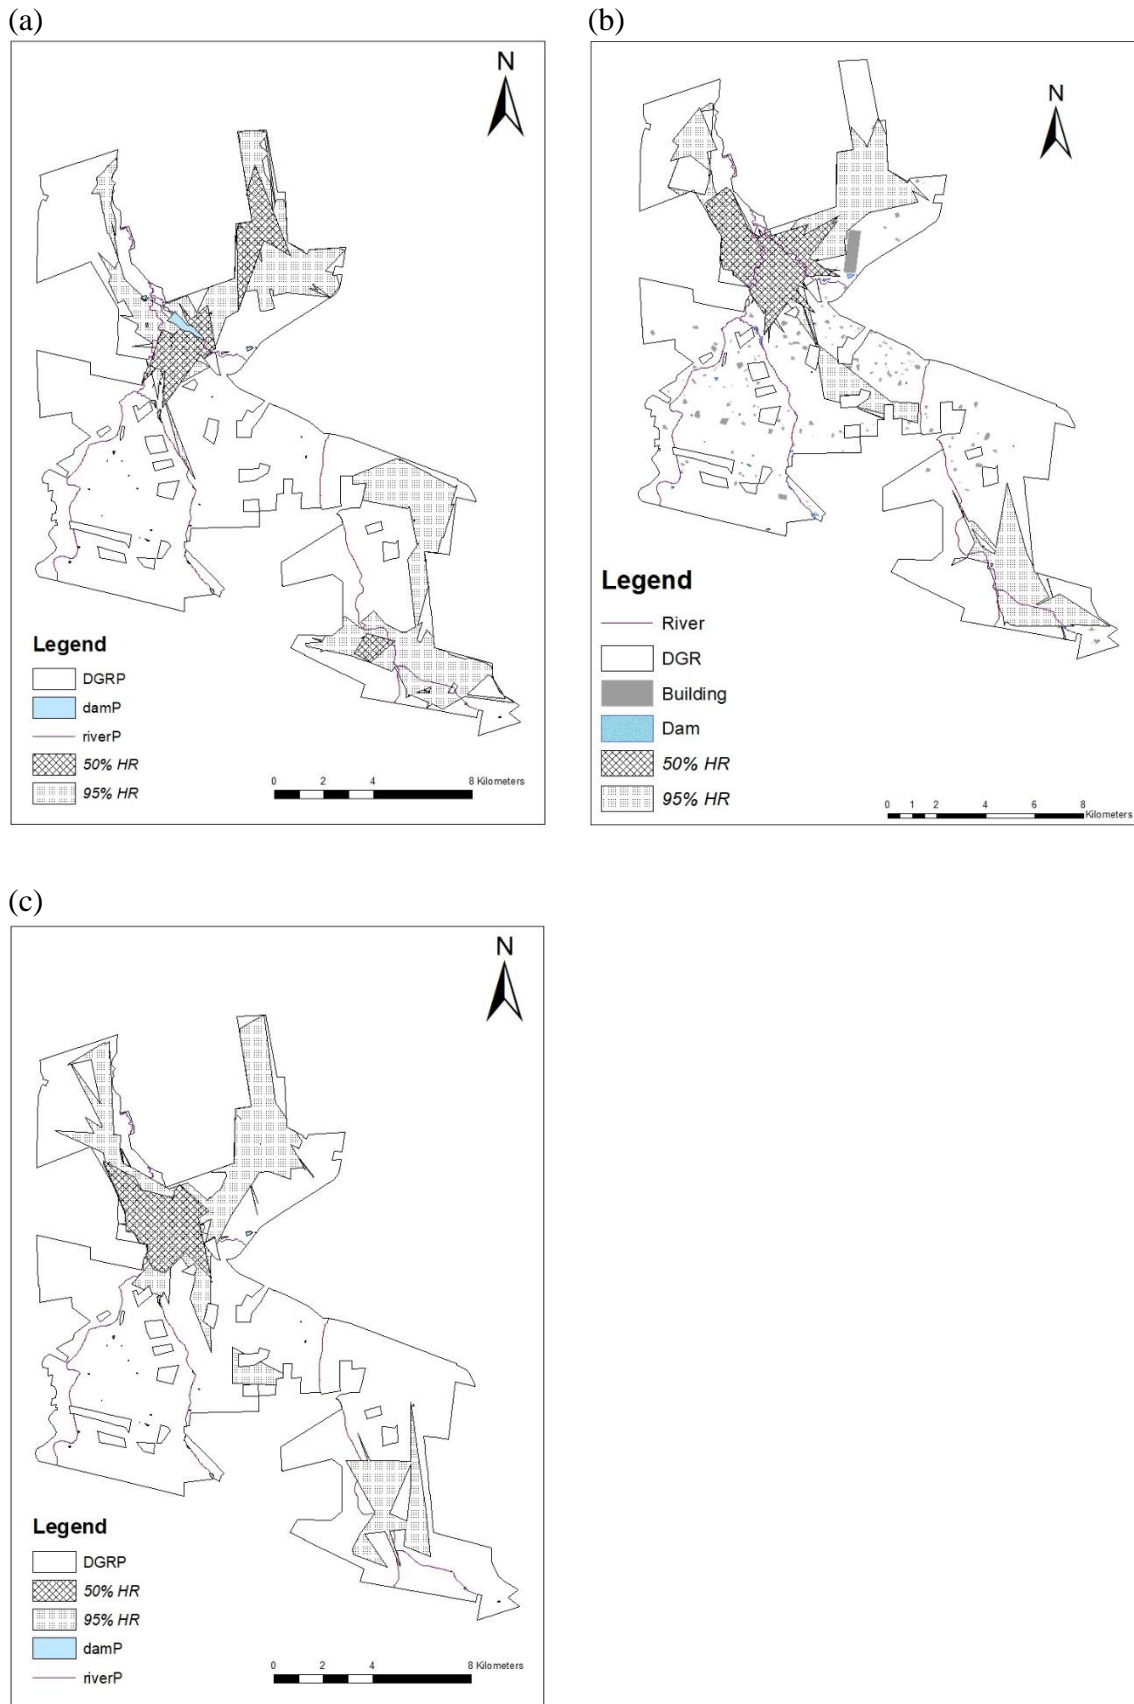 (a)
N
Legend
DGRP
damP
riverP
50% HR
95% HR
0 2 4 8 Kilometers
(b)
N
Legend
River
DGR
Building
Dam
50% HR
95% HR
0 1 2 4 6 8
Kilometers
(c)
N
Legend
DGRP
50% HR
95% HR
damP
riverP
0 2 4 8 Kilometers